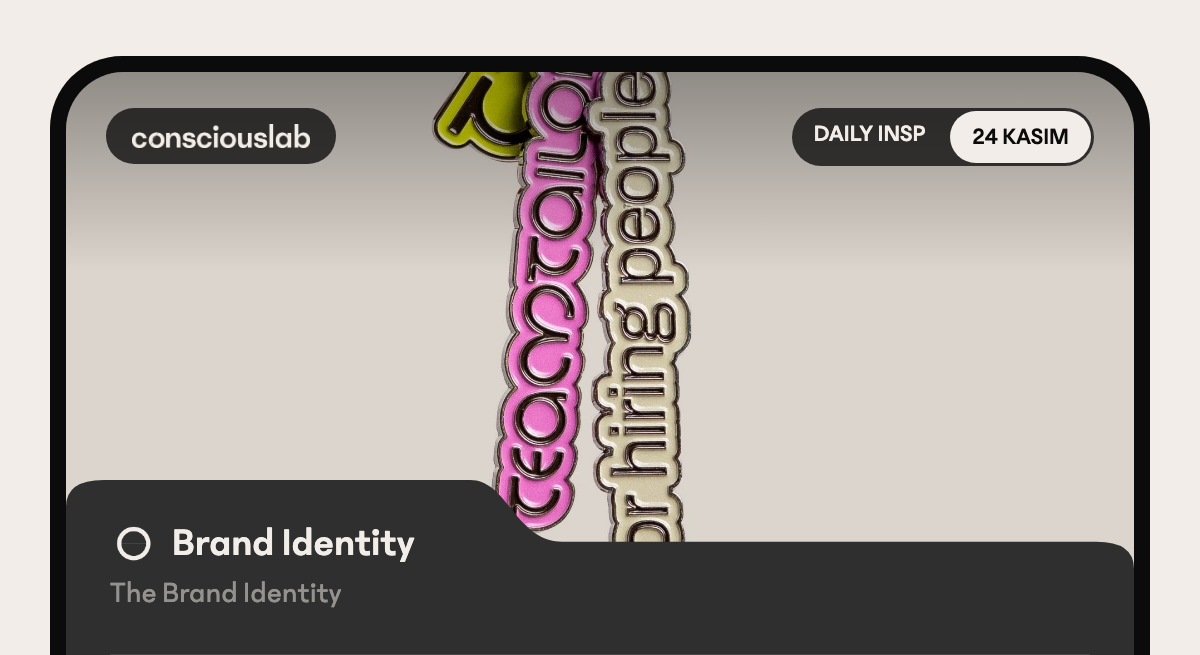 consciouslab
DAILY INSP
24 KASIM
teamtailor
or hiring people
Brand Identity
The Brand Identity